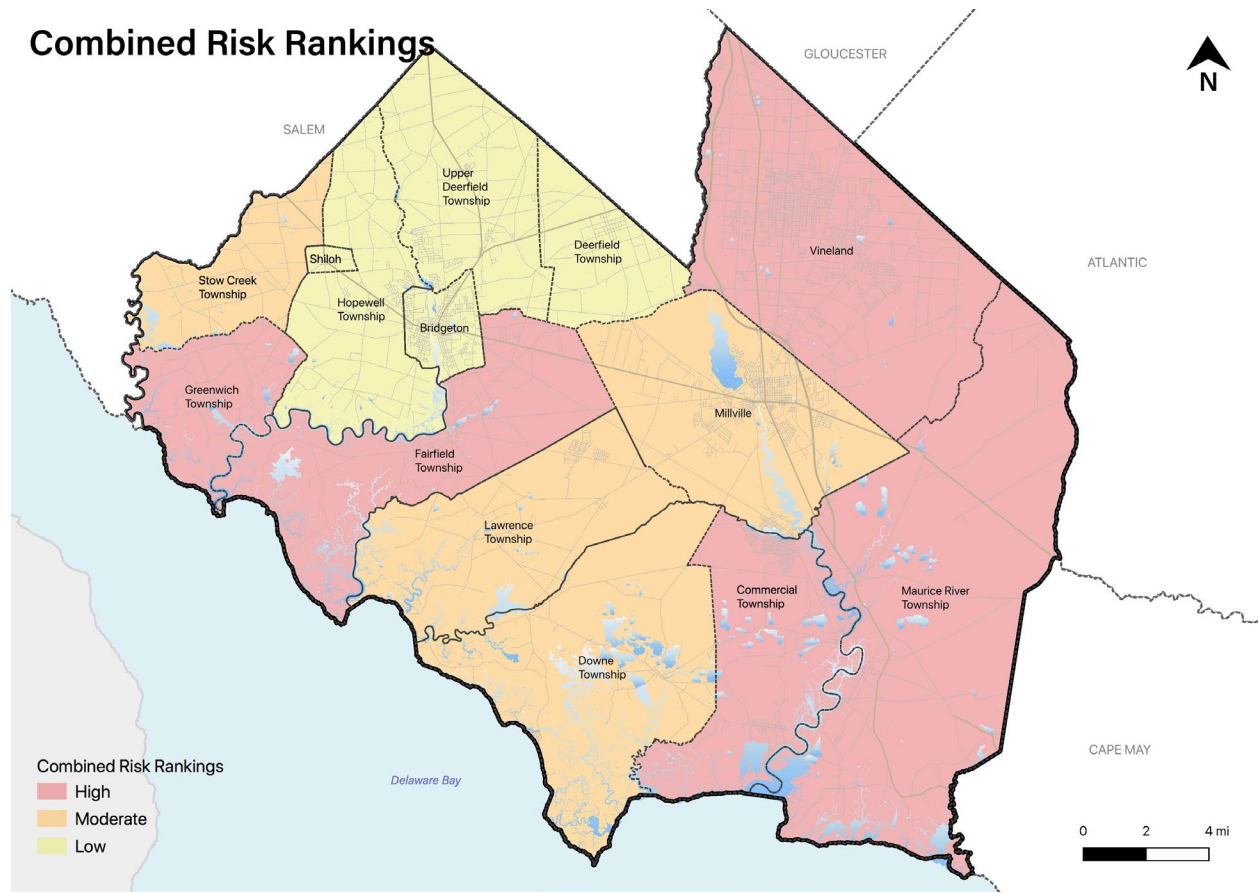 Combined Risk Rankings
GLOUCESTER
N
SALEM
Upper
Deerfield
Township
Deerfield
Township
Vineland
Shiloh
ATLANTIC
Stow Creek
Township
Hopewell
Township
Bridgeton
Greenwich
Township
Millville
Fairfield
Township
Lawrence
Township
Commercial
Township
Maurice River
Township
Downe
Township
CAPE MAY
Delaware Bay
Combined Risk Rankings
High
Moderate
Low
0 2 4 mi